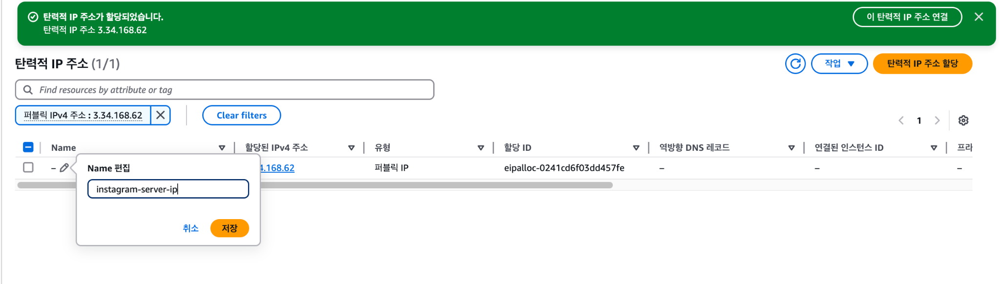 탄력적 IP 주소가 할당되었습니다.
탄력적 IP 주소 3.34.168.62
이 탄력적 IP 주소 연결
탄력적 IP 주소 (1/1)
작업
탄력적 IP 주소 할당
Find resources by attribute or tag
퍼블릭 IPv4 주소 : 3.34.168.62
Clear filters
1
Name
할당된 IPv4 주소
유형
할당 ID
역방향 DNS 레코드
연결된 인스턴스 ID
프라
–
4.168.62
퍼블릭 IP
eipalloc-0241cd6f03dd457fe
–
–
–
Name 편집
instagram-server-ip
취소
저장